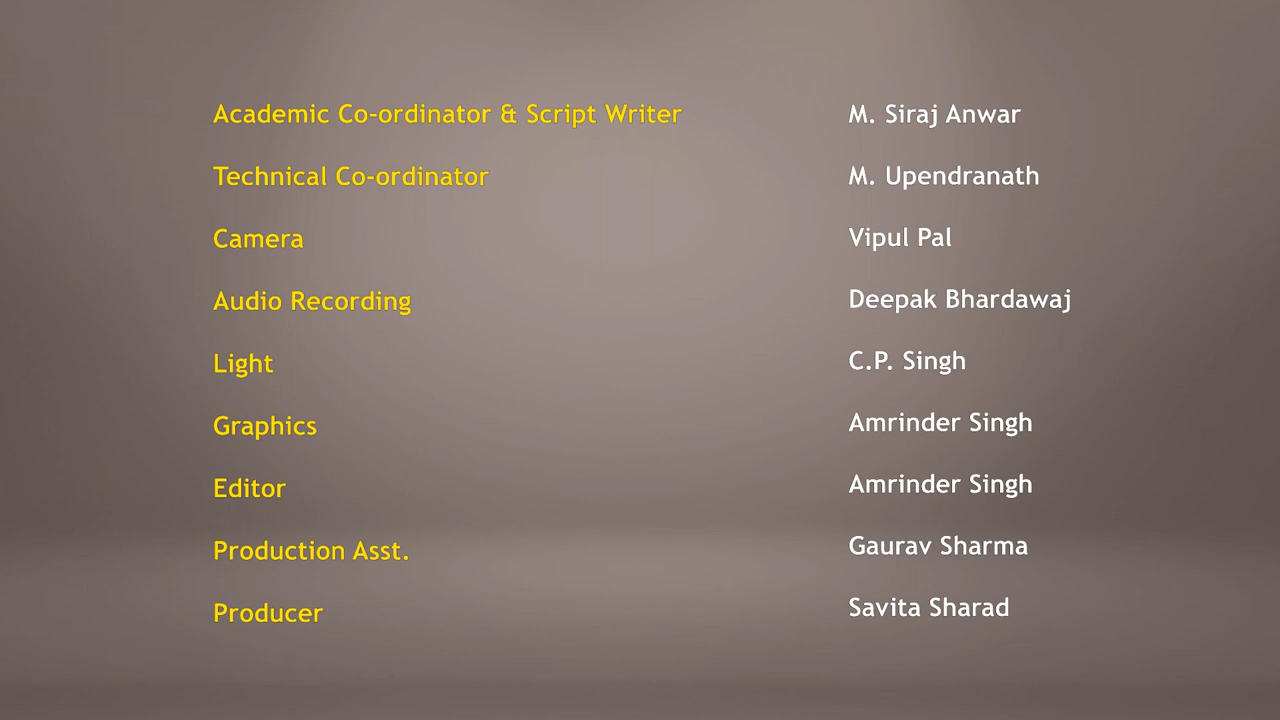 Academic Co-ordinator & Script Writer M. Siraj Anwar
Technical Co-ordinator M. Upendranath
Camera Vipul Pal
Audio Recording Deepak Bhardawaj
Light C.P. Singh
Graphics Amrinder Singh
Editor Amrinder Singh
Production Asst. Gaurav Sharma
Producer Savita Sharad